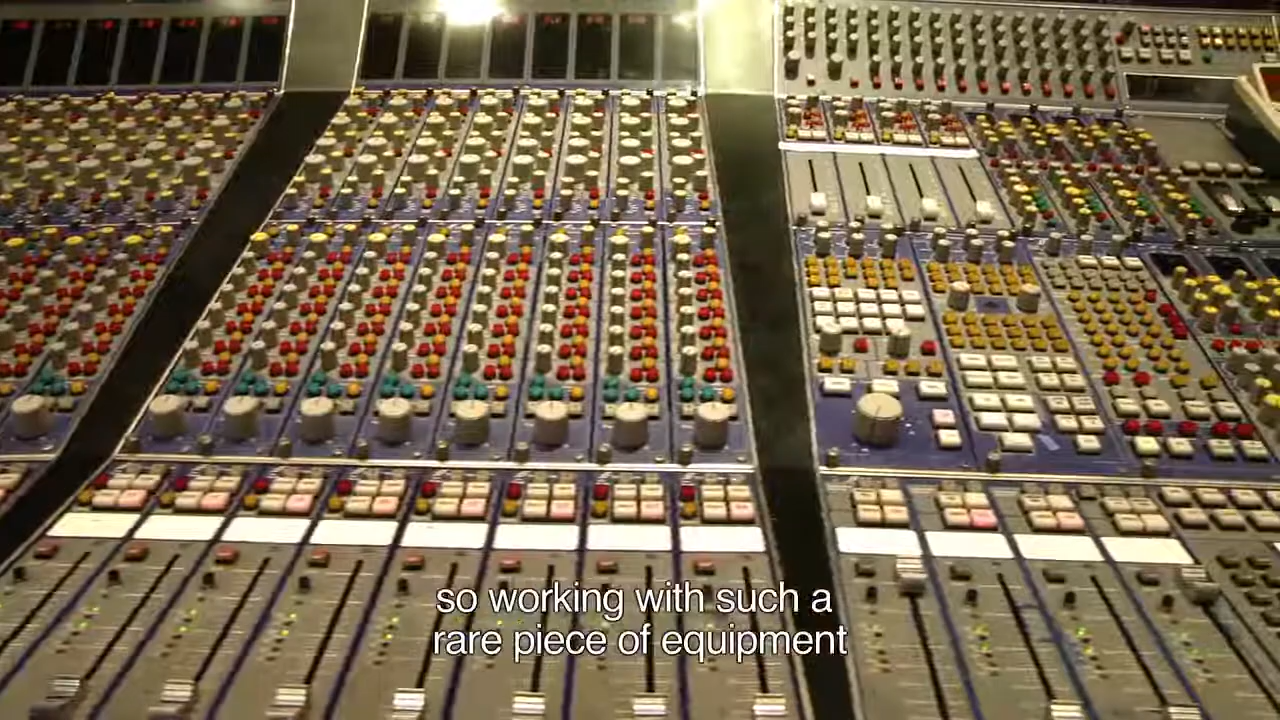 so working with such a
rare piece of equipment